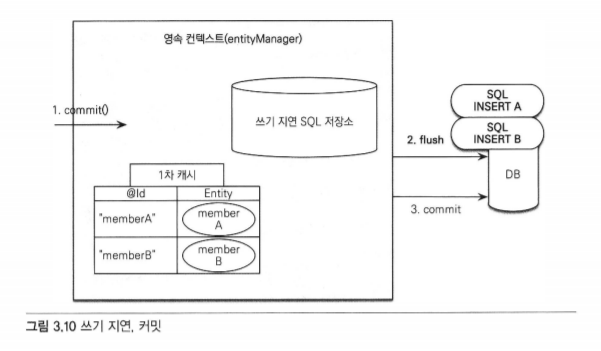 영속 컨텍스트(entityManager)
1. commit()
쓰기 지연 SQL 저장소
SQL
INSERT A
SQL
INSERT B
2. flush
DB
3. commit
1차 캐시
@Id Entity
"memberA" member
A
"memberB" member
B
그림 3.10 쓰기 지연, 커밋